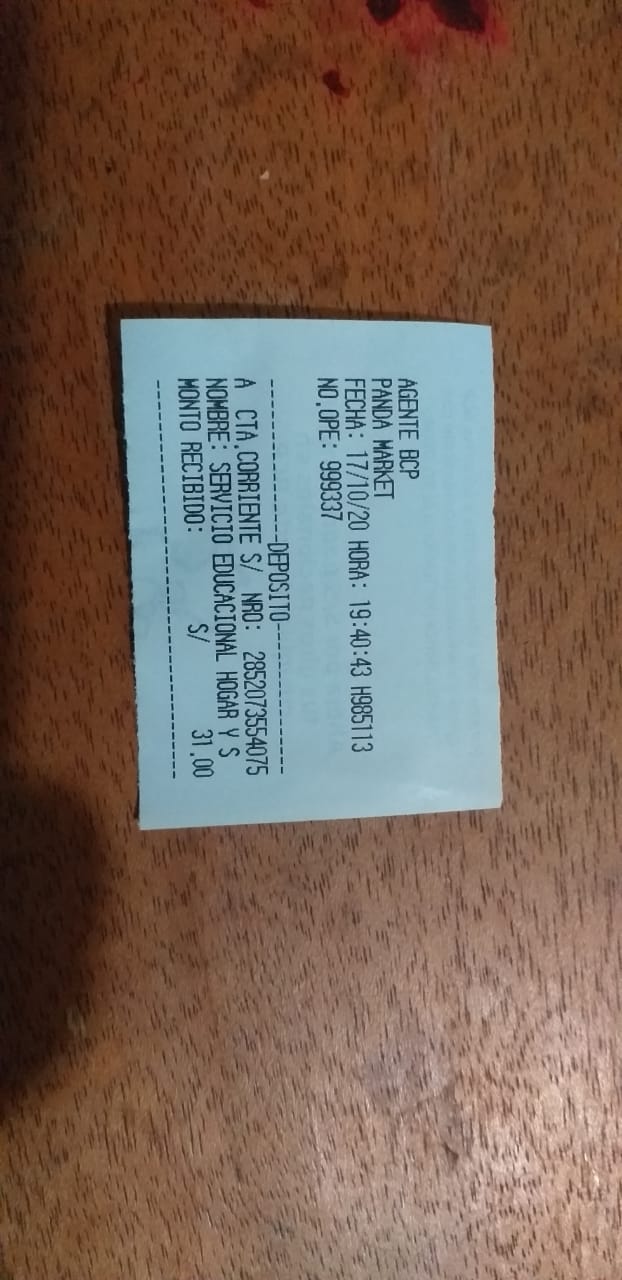 AGENTE BCP
PANDA MARKET
FECHA: 17/10/20 HORA: 19:40:43 H985113
NO.OPE: 999337
----------------DEPOSITO----------------
A CTA.CORRIENTE S/ NRO: 2852073554075
NOMBRE: SERVICIO EDUCACIONAL HOGAR Y S
MONTO RECIBIDO: S/ 31.00
----------------------------------------